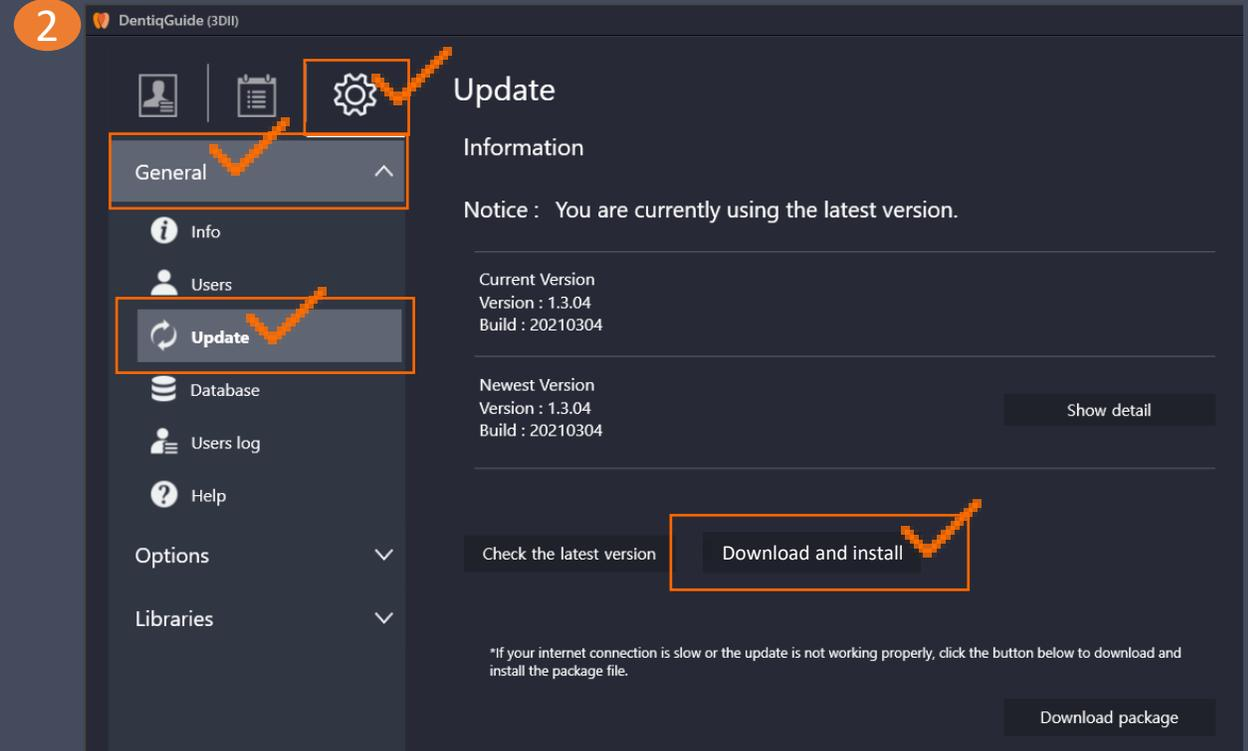 2
DentiqGuide (3DII)
Update
General
Information
Notice : You are currently using the latest version.
Info
Users
Update
Database
Users log
Help
Options
Libraries
Current Version
Version : 1.3.04
Build : 20210304
Newest Version
Version : 1.3.04
Build : 20210304
Show detail
Check the latest version
Download and install
*If your internet connection is slow or the update is not working properly, click the button below to download and
install the package file.
Download package